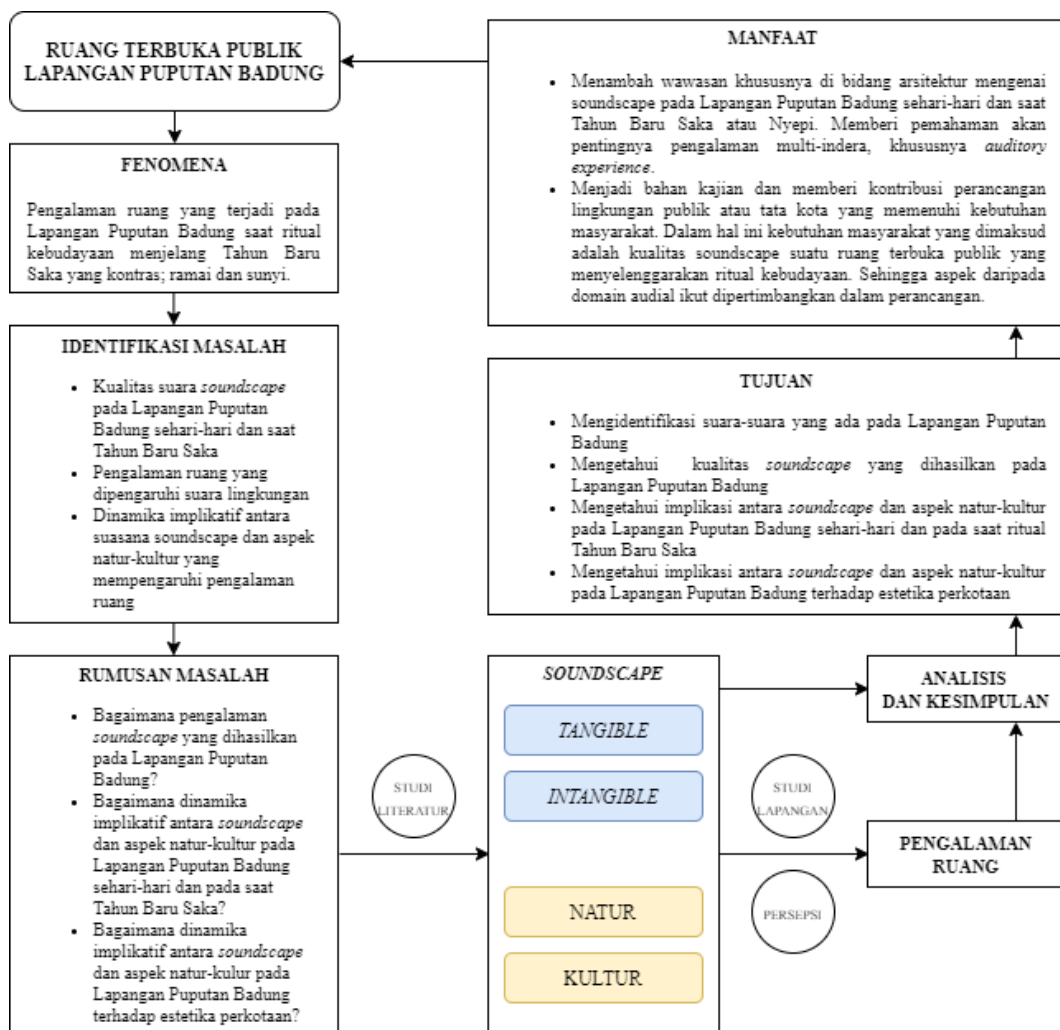 RUANG TERBUKA PUBLIK
LAPANGAN PUPUTAN BADUNG
FENOMENA
Pengalaman ruang yang terjadi pada
Lapangan Puputan Badung saat ritual
kebudayaan menjelang Tahun Baru
Saka yang kontras; ramai dan sunyi.
IDENTIFIKASI MASALAH
• Kualitas suara soundscape
pada Lapangan Puputan
Badung sehari-hari dan saat
Tahun Baru Saka
• Pengalaman ruang yang
dipengaruhi suara lingkungan
• Dinamika implikatif antara
suasana soundscape dan aspek
natur-kultur yang
mempengaruhi pengalaman
ruang
RUMUSAN MASALAH
• Bagaimana pengalaman
soundscape yang dihasilkan
pada Lapangan Puputan
Badung?
• Bagaimana dinamika
implikatif antara soundscape
dan aspek natur-kultur pada
Lapangan Puputan Badung
sehari-hari dan pada saat
Tahun Baru Saka?
• Bagaimana dinamika
implikatif antara soundscape
dan aspek natur-kulur pada
Lapangan Puputan Badung
terhadap estetika perkotaan?
STUDI
LITERATUR
SOUNDSCAPE
TANGIBLE
INTANGIBLE
NATUR
KULTUR
STUDI
LAPANGAN
PERSEPSI
PENGALAMAN
RUANG
ANALISIS
DAN KESIMPULAN
TUJUAN
• Mengidentifikasi suara-suara yang ada pada Lapangan Puputan
Badung
• Mengetahui kualitas soundscape yang dihasilkan pada
Lapangan Puputan Badung
• Mengetahui implikasi antara soundscape dan aspek natur-kultur
pada Lapangan Puputan Badung sehari-hari dan pada saat ritual
Tahun Baru Saka
• Mengetahui implikasi antara soundscape dan aspek natur-kultur
pada Lapangan Puputan Badung terhadap estetika perkotaan
MANFAAT
• Menambah wawasan khususnya di bidang arsitektur mengenai
soundscape pada Lapangan Puputan Badung sehari-hari dan saat
Tahun Baru Saka atau Nyepi. Memberi pemahaman akan
pentingnya pengalaman multi-indera, khususnya auditory
experience.
• Menjadi bahan kajian dan memberi kontribusi perancangan
lingkungan publik atau tata kota yang memenuhi kebutuhan
masyarakat. Dalam hal ini kebutuhan masyarakat yang dimaksud
adalah kualitas soundscape suatu ruang terbuka publik yang
menyelenggarakan ritual kebudayaan. Sehingga aspek daripada
domain audial ikut dipertimbangkan dalam perancangan.